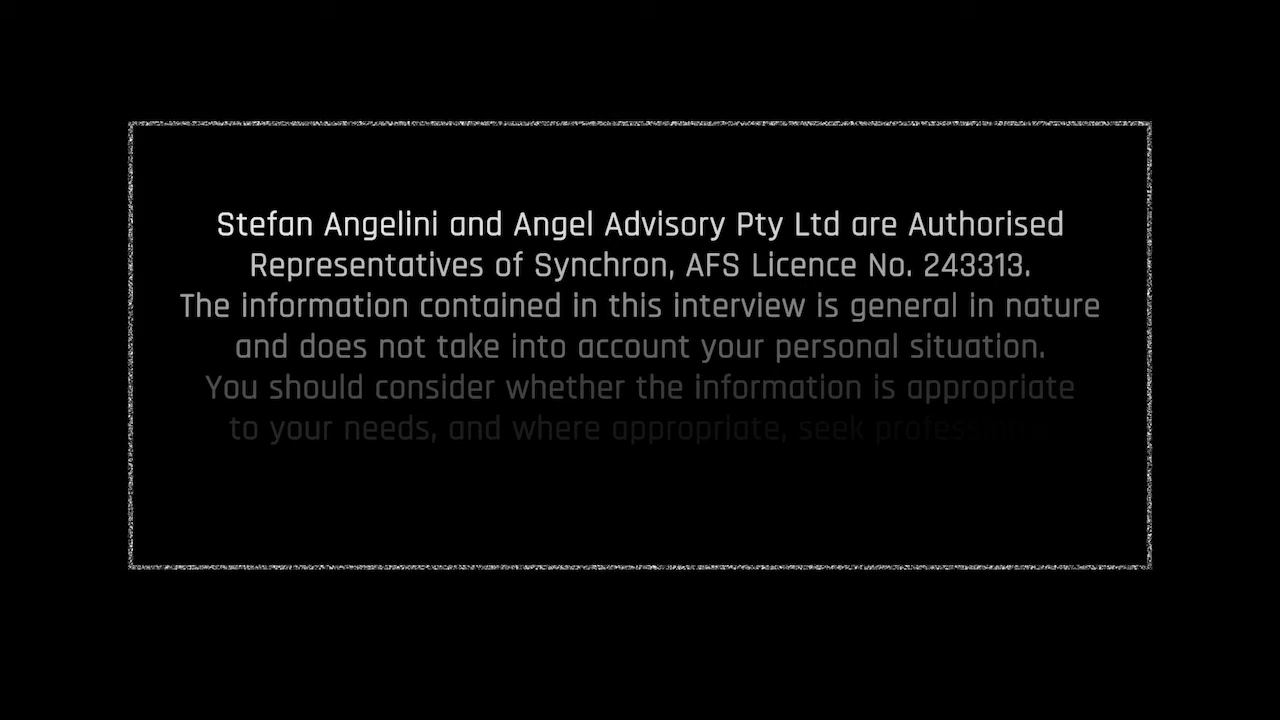 Stefan Angelini and Angel Advisory Pty Ltd are Authorised
Representatives of Synchron, AFS Licence No. 243313.
The information contained in this interview is general in nature
and does not take into account your personal situation.
You should consider whether the information is appropriate
to your needs, and where appropriate, seek